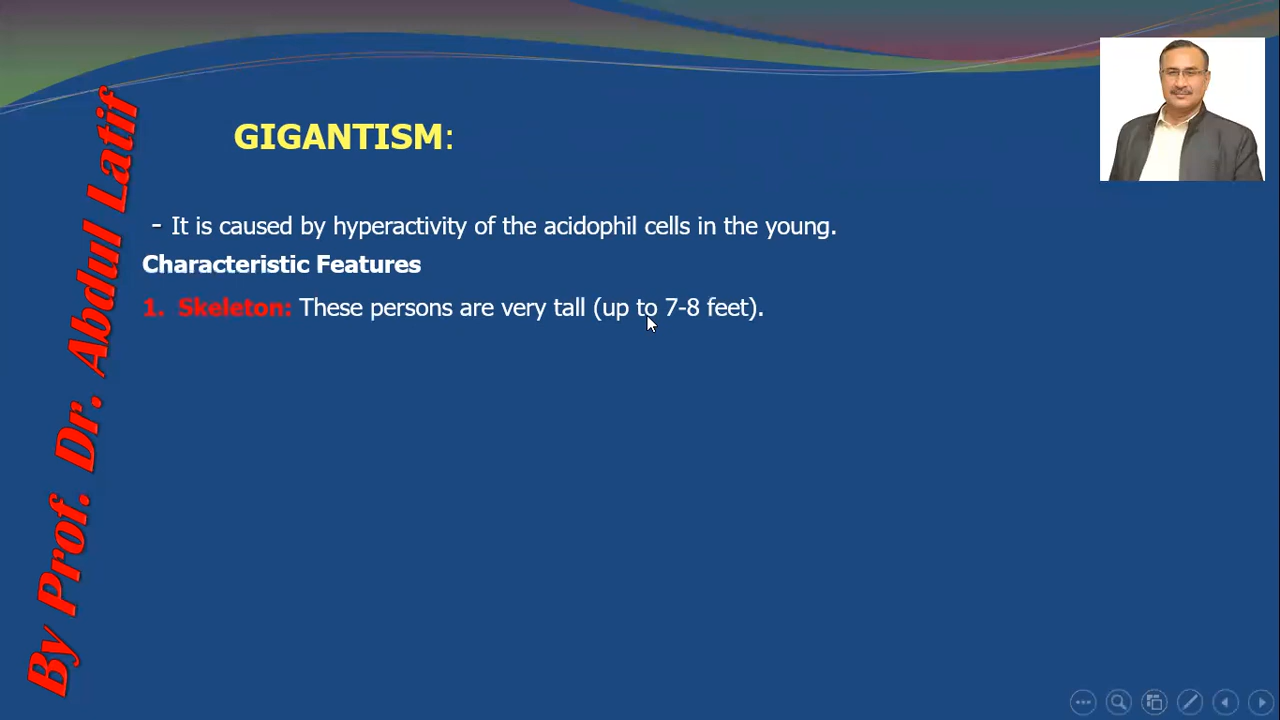 GIGANTISM:
- It is caused by hyperactivity of the acidophil cells in the young.
Characteristic Features
1. Skeleton: These persons are very tall (up to 7-8 feet).
By Prof. Dr. Abdul Latif